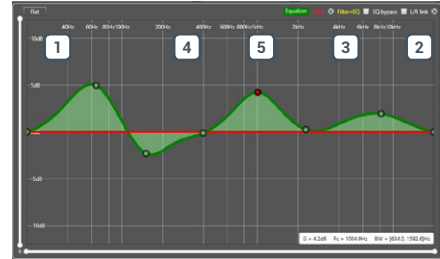 Flat
Equalizer Filter+EQ EQ bypass L/R link
40Hz 60Hz 80Hz 100Hz 200Hz 400Hz 600Hz 800Hz 1kHz 2kHz 4kHz 6kHz 8kHz 10kHz
-10dB
1 4 5 3 2
-5dB
-5dB
-10dB
G = 4.2dB Fc = 1004.9Hz BW = [634.0, 1592.6]Hz